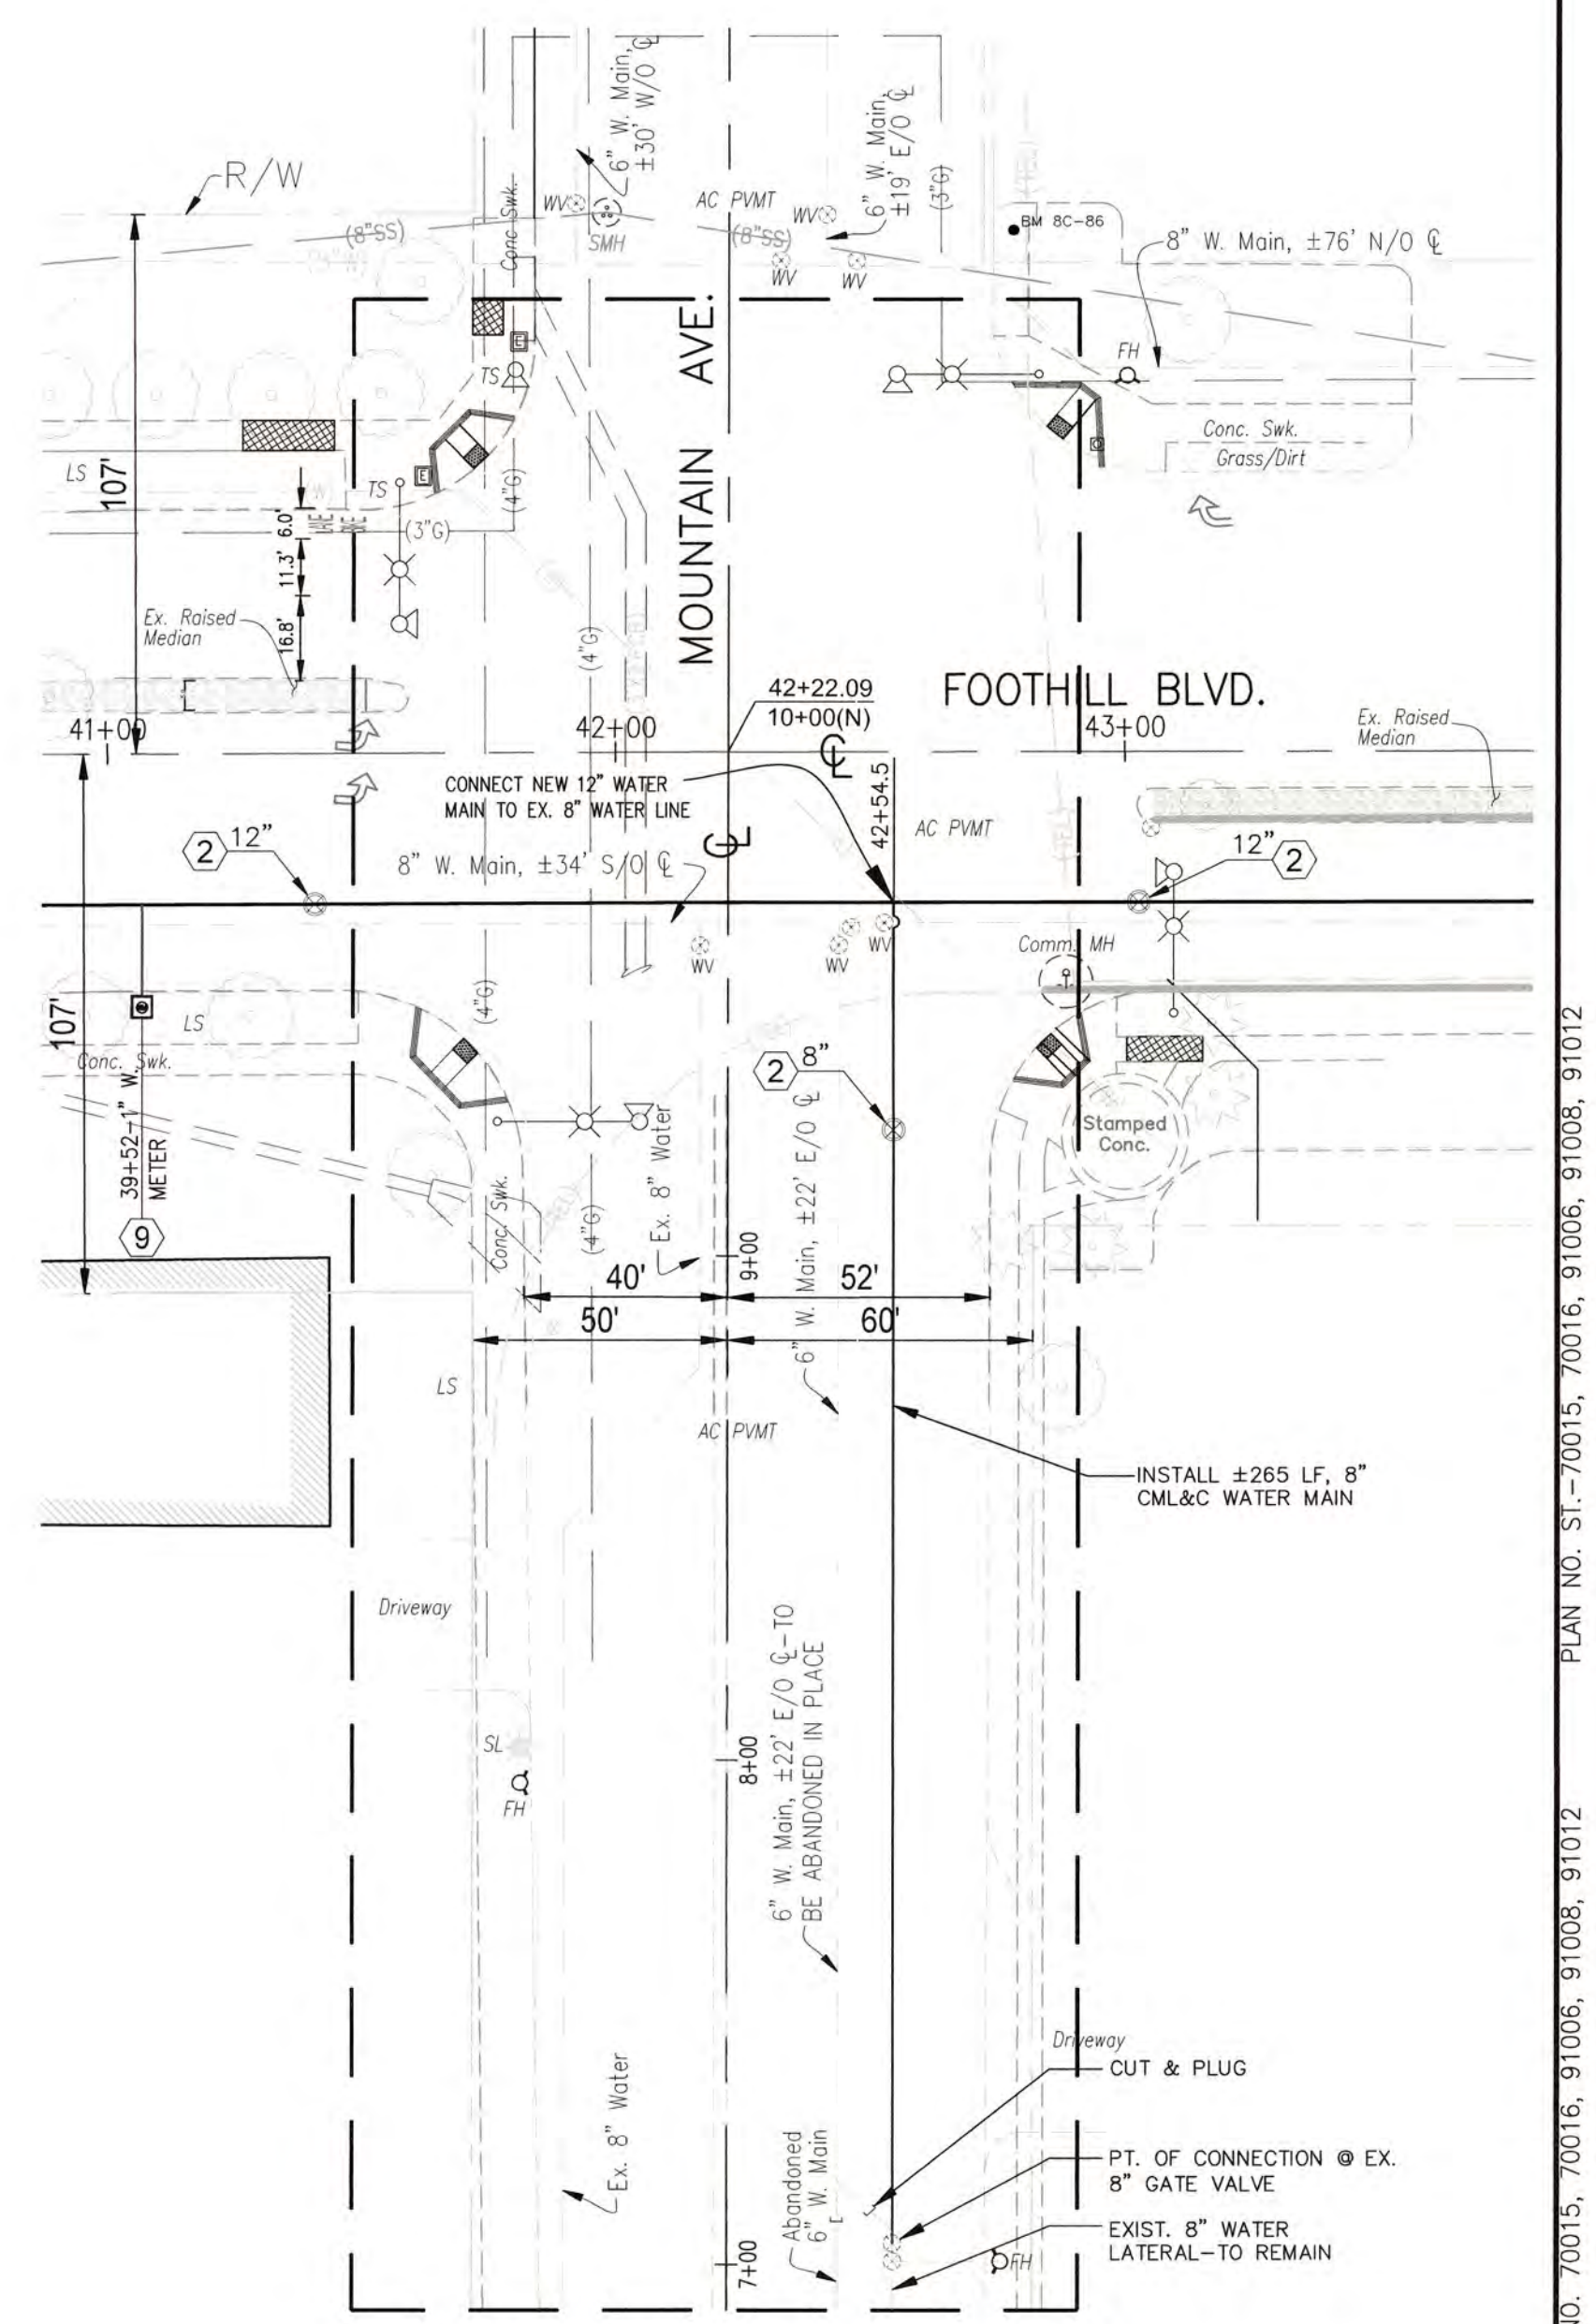 6" W. Main,
±30' W/O ℄
6" W. Main,
±19' E/O ℄
(3"G)
R/W
Conc Swk.
WV
AC PVMT
WV
(8"SS)
SMH
(8"SS)
BM 8C-86
8" W. Main, ±76' N/O ℄
WV
WV
MOUNTAIN AVE.
E
TS
FH
Conc. Swk.
Grass/Dirt
LS
107'
E
TS
(4"G)
6.0'
(3"G)
11.3'
16.8'
Ex. Raised
Median
(4"G)
42+22.09
10+00(N)
FOOTHILL BLVD.
41+00
42+00
43+00
Ex. Raised
Median
℄
CONNECT NEW 12" WATER
MAIN TO EX. 8" WATER LINE
42+54.5
AC PVMT
2
12"
12"
2
8" W. Main, ±34' S/O ℄
℄
WV
WV
WV
Comm. MH
107'
LS
(4"G)
Conc. Swk.
39+52-1" W.
METER
9
2
8"
Ex. 8" Water
6" W. Main, ±22' E/O ℄
Stamped
Conc.
Conc. Swk.
(4"G)
9+00
40'
52'
50'
60'
LS
AC PVMT
INSTALL ±265 LF, 8"
CML&C WATER MAIN
Driveway
6" W. Main, ±22' E/O ℄-TO
BE ABANDONED IN PLACE
SL
FH
8+00
Driveway
CUT & PLUG
Ex. 8" Water
Abandoned
6" W. Main
PT. OF CONNECTION @ EX.
8" GATE VALVE
EXIST. 8" WATER
LATERAL-TO REMAIN
FH
7+00
PLAN NO. ST.-70015, 70016, 91006, 91008, 91012
NO. 70015, 70016, 91006, 91008, 91012